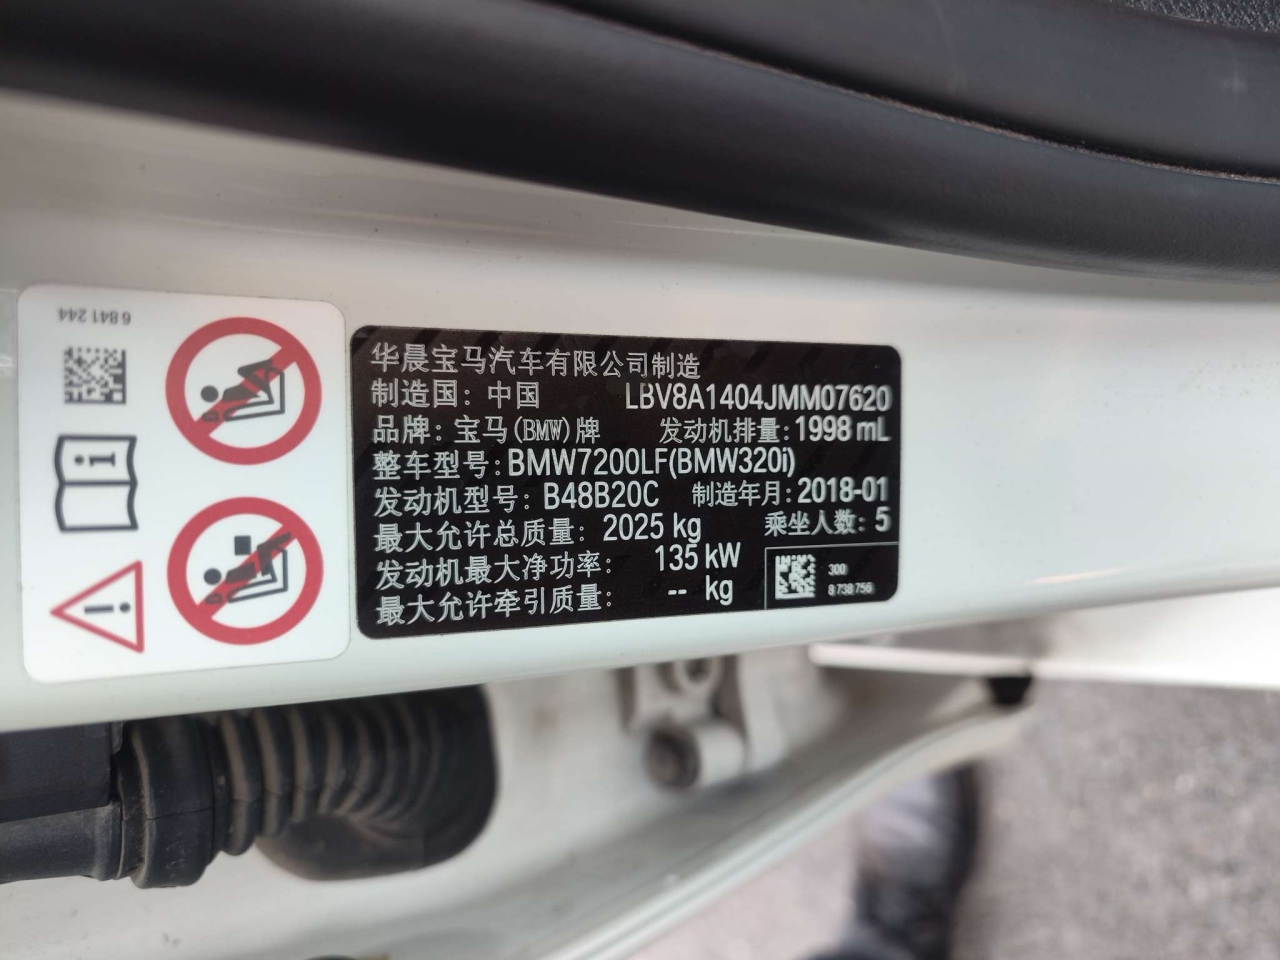 6 841 244
华晨宝马汽车有限公司制造
制造国: 中国 LBV8A1404JMM07620
品牌: 宝马(BMW)牌 发动机排量: 1998 mL
整车型号: BMW7200LF(BMW320i)
发动机型号: B48B20C 制造年月: 2018-01
最大允许总质量: 2025 kg 乘坐人数: 5
发动机最大净功率: 135 kW
最大允许牵引质量: -- kg
300
8 738 756